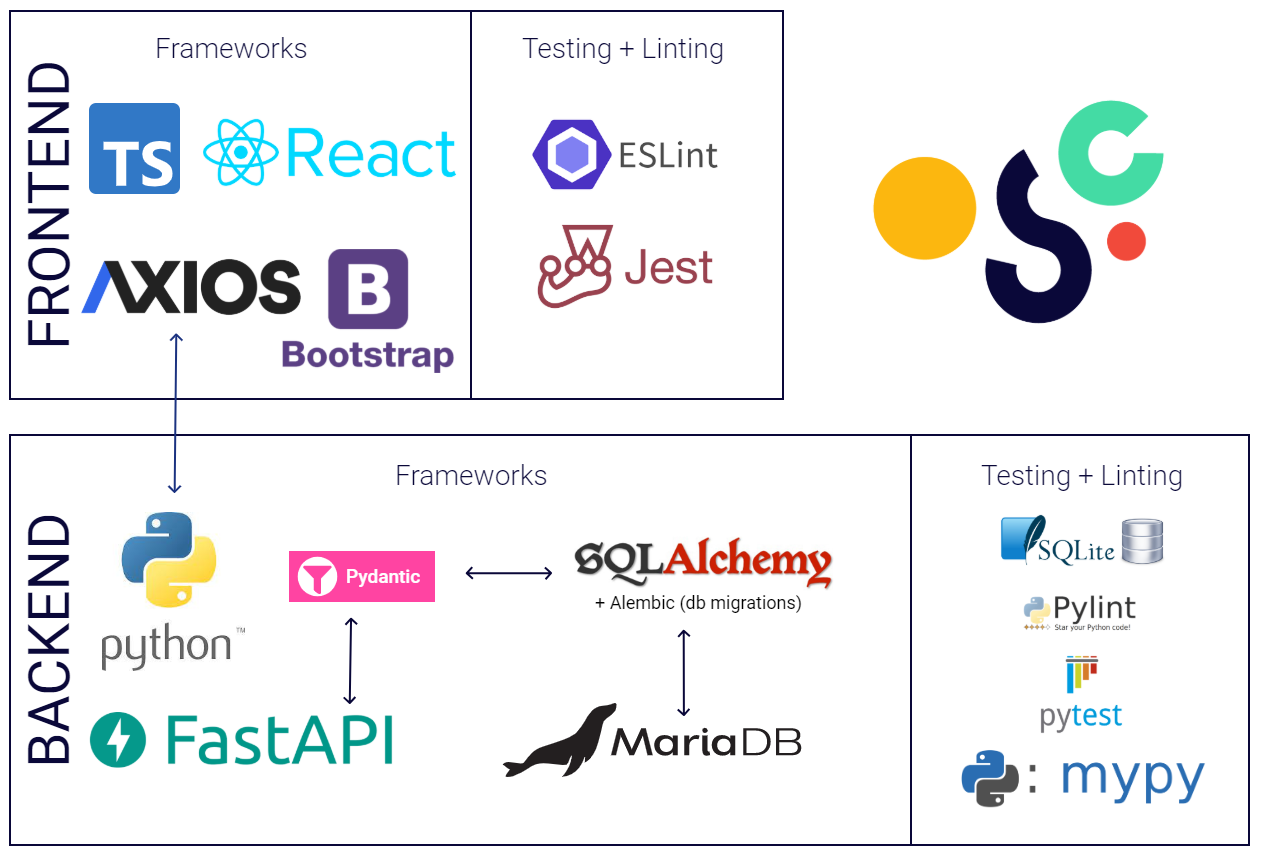 FRONTEND
Frameworks
TS
React
AXIOS
B
Bootstrap
Testing + Linting
ESLint
Jest
BACKEND
Frameworks
python™
Pydantic
SQLAlchemy
+ Alembic (db migrations)
FastAPI
MariaDB
Testing + Linting
SQLite
Pylint
Star your Python code!
pytest
: mypy